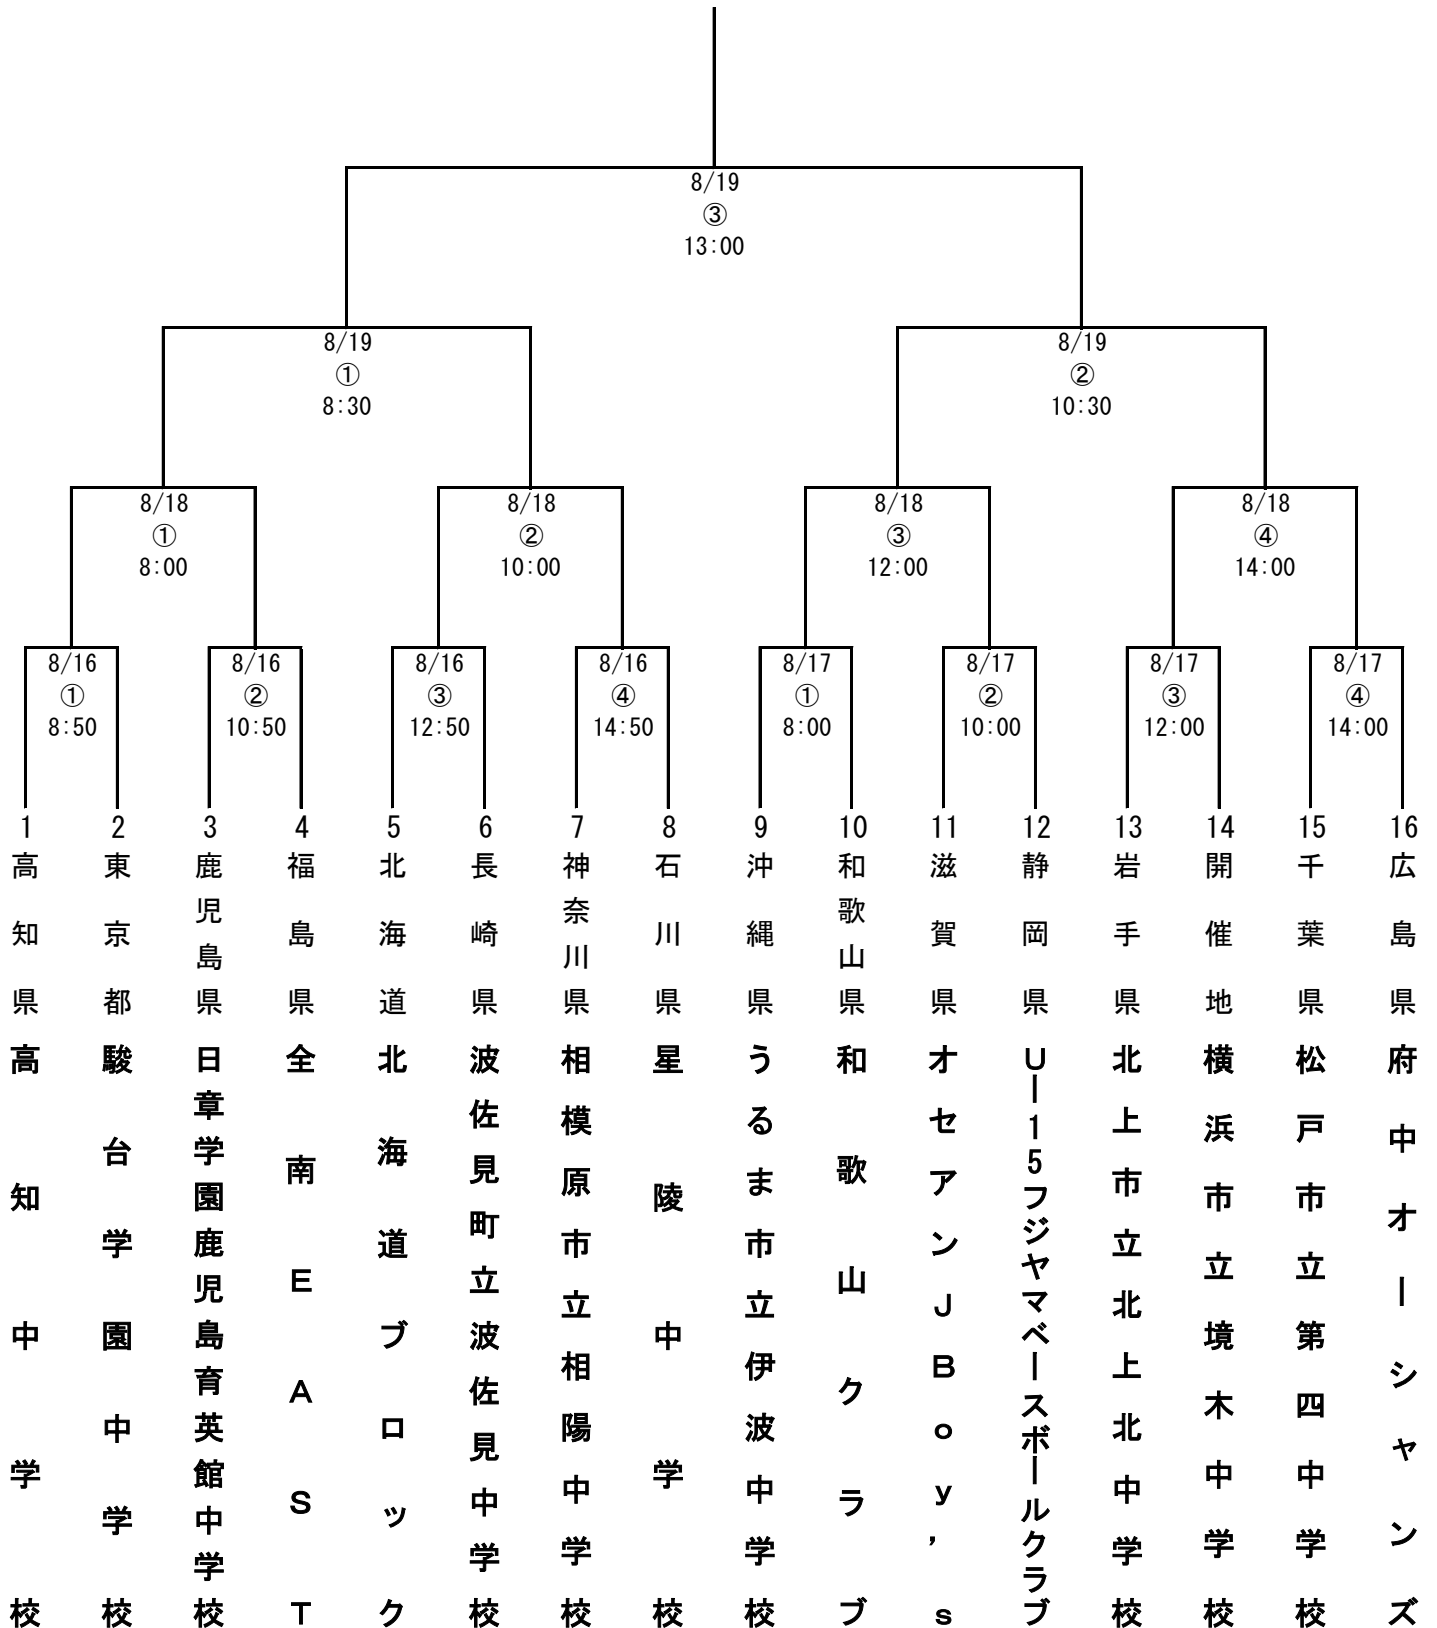 8/19
③
13:00
8/19
①
8:30
8/19
②
10:30
8/18
①
8:00
8/18
②
10:00
8/18
③
12:00
8/18
④
14:00
8/16
①
8:50
8/16
②
10:50
8/16
③
12:50
8/16
④
14:50
8/17
①
8:00
8/17
②
10:00
8/17
③
12:00
8/17
④
14:00
1
高知県
高知中学校
2
東京都
駿台学園中学校
3
鹿児島県
日章学園鹿児島育英館中学校
4
福島県
全南EAST
5
北海道
北海道ブロック
6
長崎県
波佐見町立波佐見中学校
7
神奈川県
相模原市立相陽中学校
8
石川県
星陵中学校
9
沖縄県
うるま市立伊波中学校
10
和歌山県
和歌山クラブ
11
滋賀県
オセアンJBoy's
12
静岡県
U―15フジヤマベースボールクラブ
13
岩手県
北上市立北上北中学校
14
開催地
横浜市立境木中学校
15
千葉県
松戸市立第四中学校
16
広島県
府中オーシャンズ